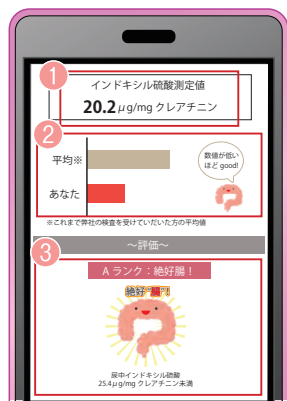 1
インドキシル硫酸測定値
20.2μg/mg クレアチニン
2
平均※
数値が低い
ほど good!
あなた
※これまで弊社の検査を受けていだいた方の平均値
～評価～
3
A ランク：絶好腸！
絶好"腸"!
尿中インドキシル硫酸
25.4μg/mg クレアチニン未満